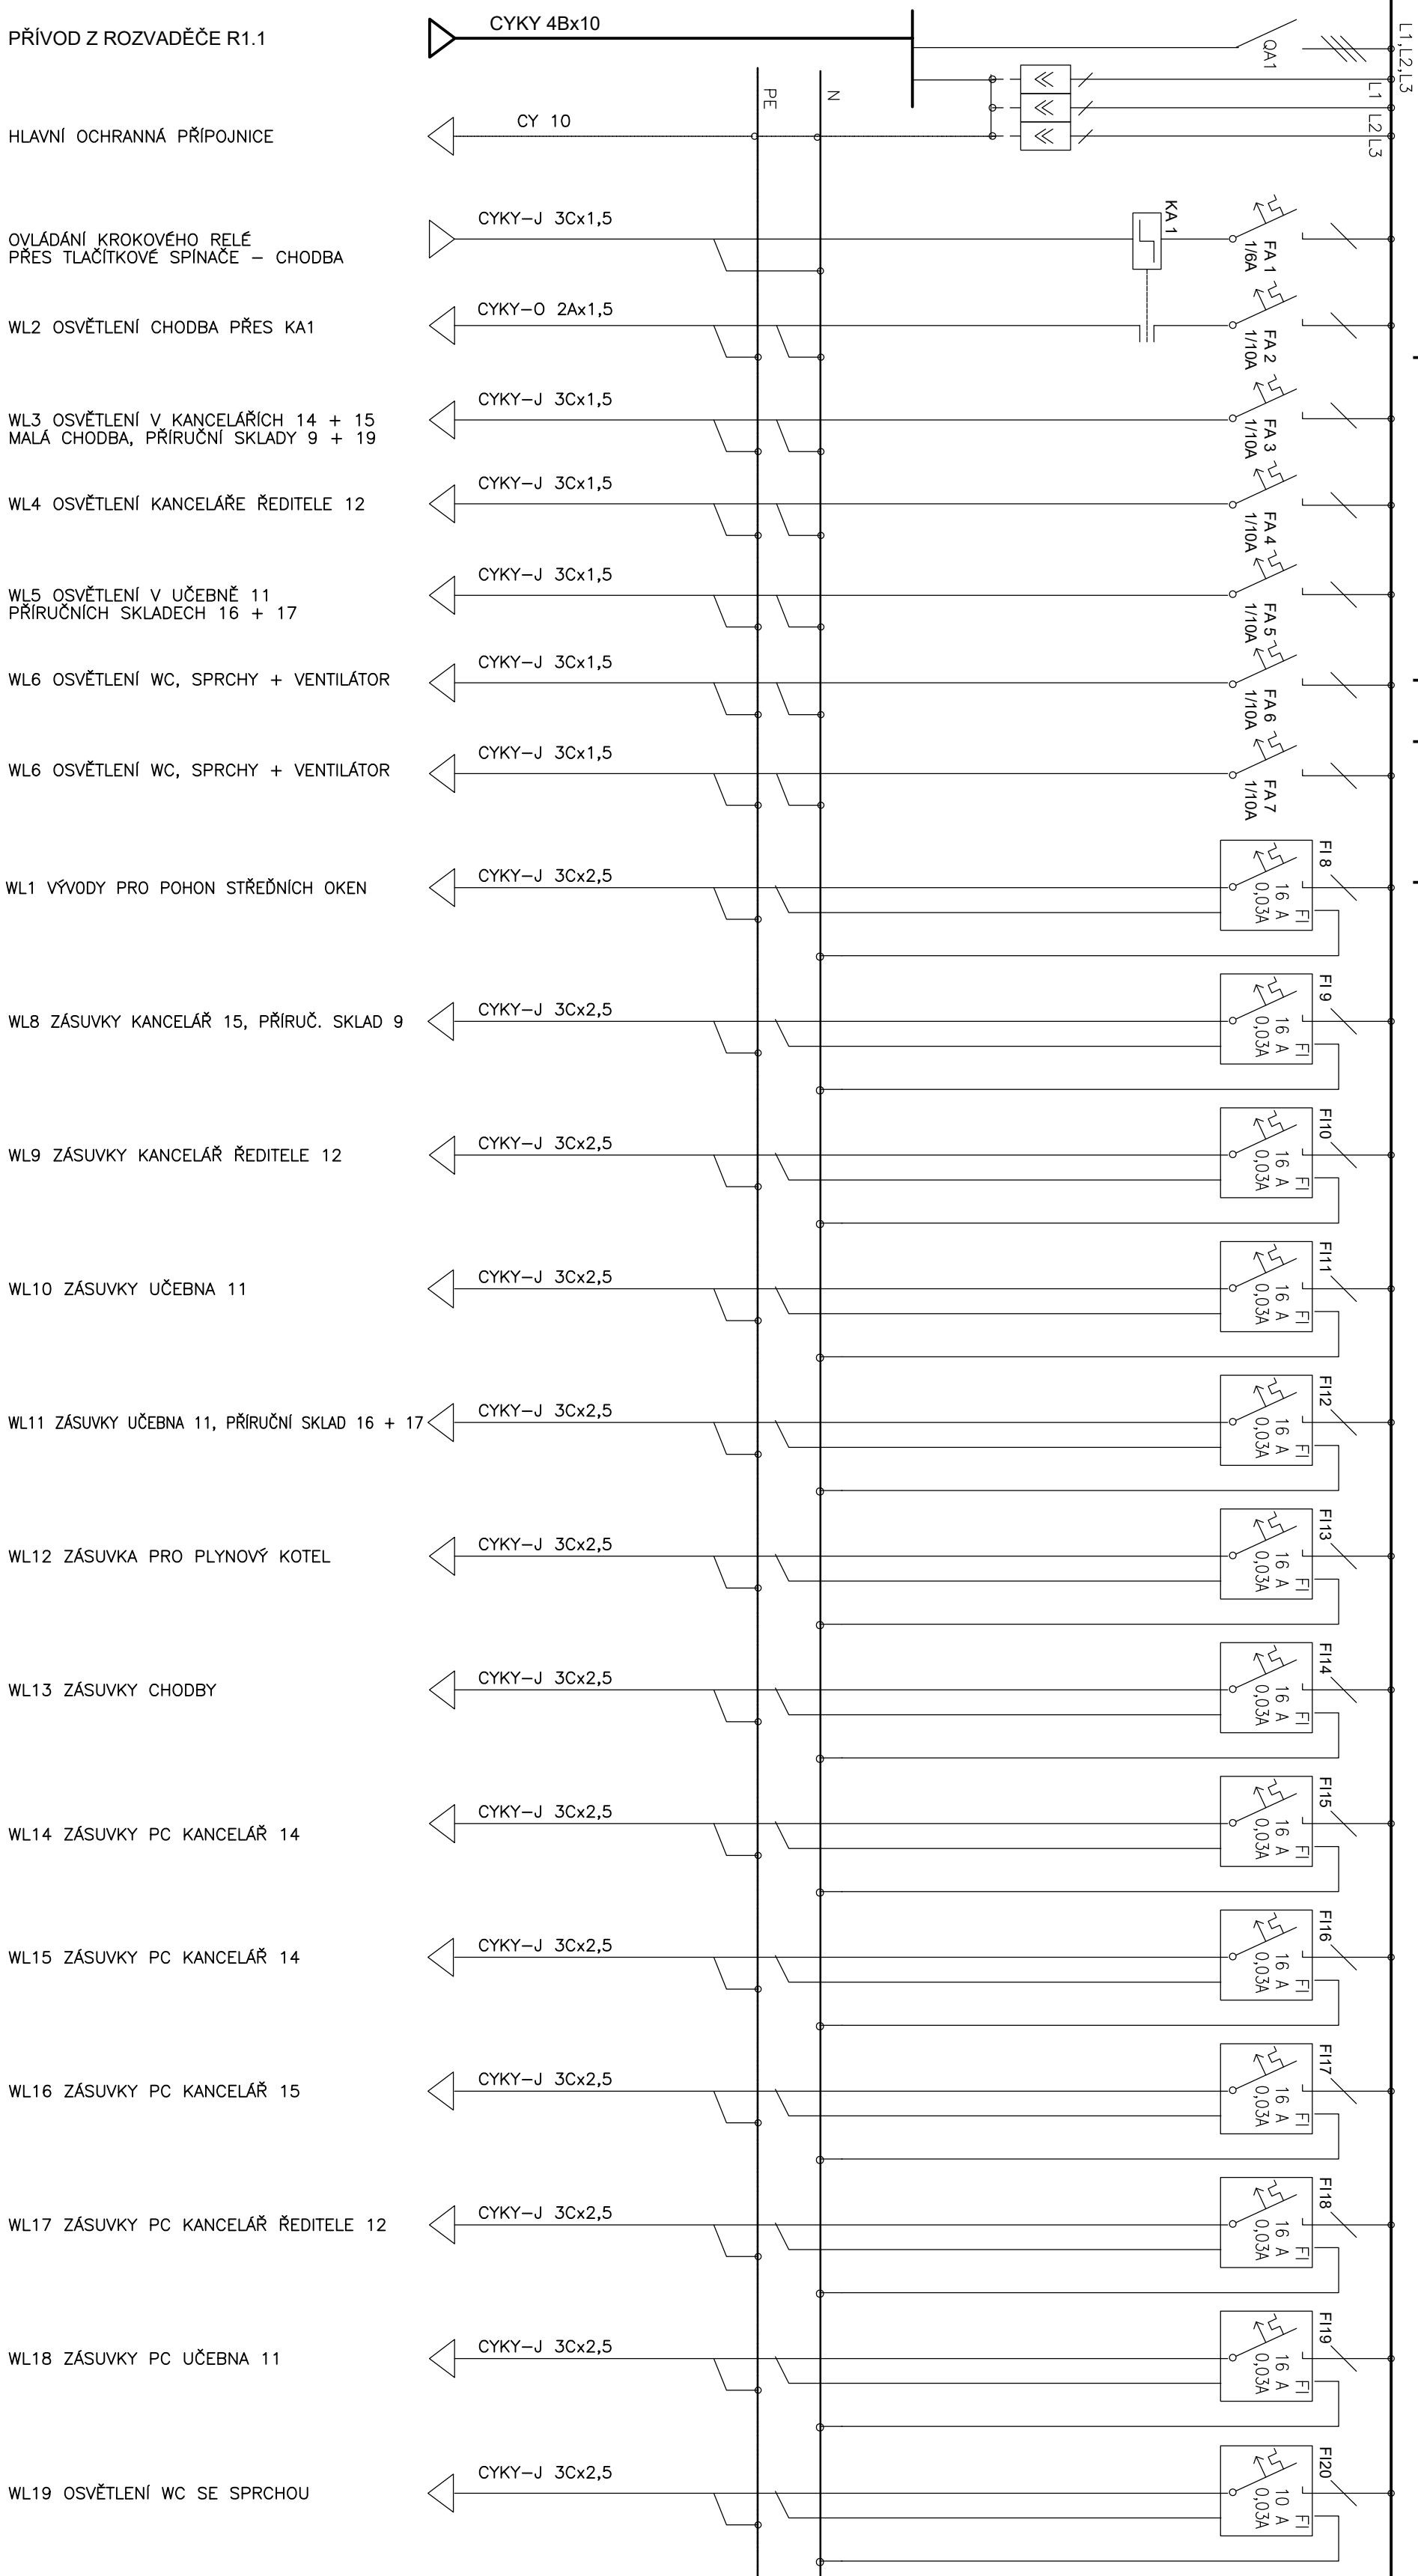 PŘÍVOD Z ROZVADĚČE R1.1
CYKY 4Bx10
QA1
L1,L2,L3
L1
L2
L3
PE
N
HLAVNÍ OCHRANNÁ PŘÍPOJNICE
CY 10
OVLÁDÁNÍ KROKOVÉHO RELÉ
PŘES TLAČÍTKOVÉ SPÍNAČE – CHODBA
CYKY-J 3Cx1,5
KA 1
FA 1
1/6A
WL2 OSVĚTLENÍ CHODBA PŘES KA1
CYKY-O 2Ax1,5
FA 2
1/10A
WL3 OSVĚTLENÍ V KANCELÁŘÍCH 14 + 15
MALÁ CHODBA, PŘÍRUČNÍ SKLADY 9 + 19
CYKY-J 3Cx1,5
FA 3
1/10A
WL4 OSVĚTLENÍ KANCELÁŘE ŘEDITELE 12
CYKY-J 3Cx1,5
FA 4
1/10A
WL5 OSVĚTLENÍ V UČEBNĚ 11
PŘÍRUČNÍCH SKLADECH 16 + 17
CYKY-J 3Cx1,5
FA 5
1/10A
WL6 OSVĚTLENÍ WC, SPRCHY + VENTILÁTOR
CYKY-J 3Cx1,5
FA 6
1/10A
WL6 OSVĚTLENÍ WC, SPRCHY + VENTILÁTOR
CYKY-J 3Cx1,5
FA 7
1/10A
WL1 VÝVODY PRO POHON STŘEĎNÍCH OKEN
CYKY-J 3Cx2,5
FI 8
FI
16 A
0,03A
WL8 ZÁSUVKY KANCELÁŘ 15, PŘÍRUČ. SKLAD 9
CYKY-J 3Cx2,5
FI 9
FI
16 A
0,03A
WL9 ZÁSUVKY KANCELÁŘ ŘEDITELE 12
CYKY-J 3Cx2,5
FI10
FI
16 A
0,03A
WL10 ZÁSUVKY UČEBNA 11
CYKY-J 3Cx2,5
FI11
FI
16 A
0,03A
WL11 ZÁSUVKY UČEBNA 11, PŘÍRUČNÍ SKLAD 16 + 17
CYKY-J 3Cx2,5
FI12
FI
16 A
0,03A
WL12 ZÁSUVKA PRO PLYNOVÝ KOTEL
CYKY-J 3Cx2,5
FI13
FI
16 A
0,03A
WL13 ZÁSUVKY CHODBY
CYKY-J 3Cx2,5
FI14
FI
16 A
0,03A
WL14 ZÁSUVKY PC KANCELÁŘ 14
CYKY-J 3Cx2,5
FI15
FI
16 A
0,03A
WL15 ZÁSUVKY PC KANCELÁŘ 14
CYKY-J 3Cx2,5
FI16
FI
16 A
0,03A
WL16 ZÁSUVKY PC KANCELÁŘ 15
CYKY-J 3Cx2,5
FI17
FI
16 A
0,03A
WL17 ZÁSUVKY PC KANCELÁŘ ŘEDITELE 12
CYKY-J 3Cx2,5
FI18
FI
16 A
0,03A
WL18 ZÁSUVKY PC UČEBNA 11
CYKY-J 3Cx2,5
FI19
FI
16 A
0,03A
WL19 OSVĚTLENÍ WC SE SPRCHOU
CYKY-J 3Cx2,5
FI20
FI
10 A
0,03A